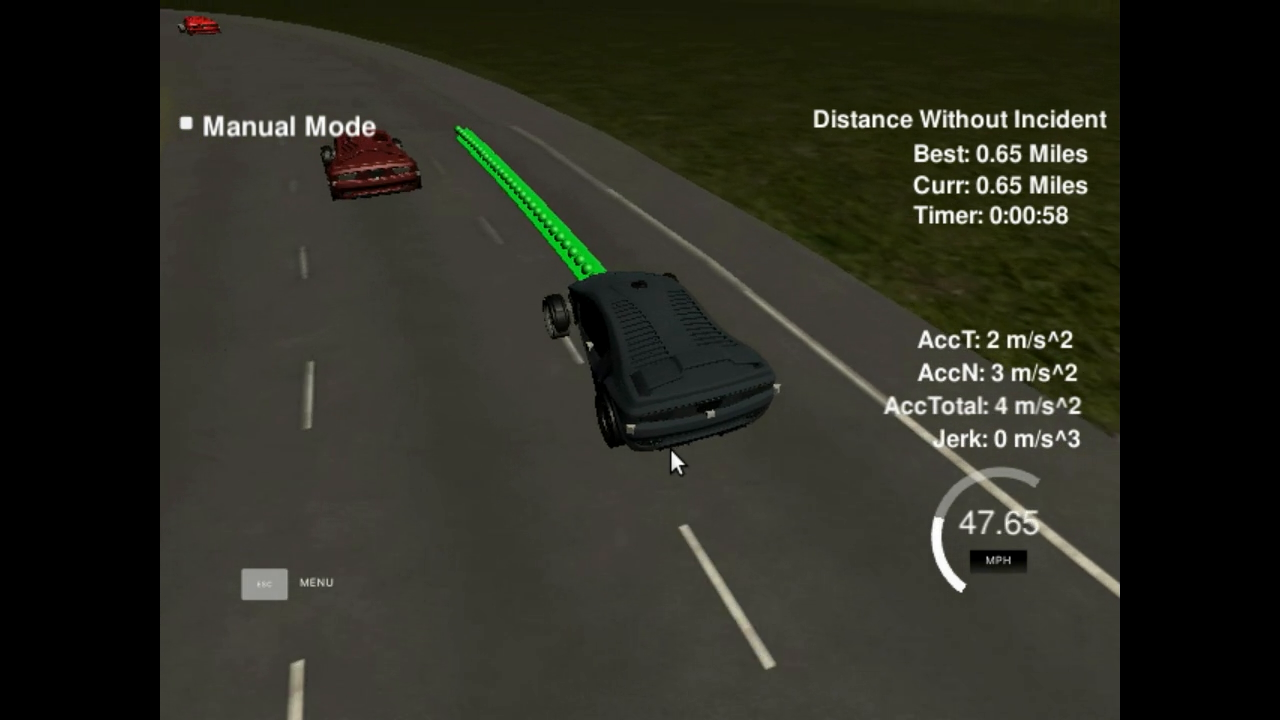 Manual Mode
Distance Without Incident
Best: 0.65 Miles
Curr: 0.65 Miles
Timer: 0:00:58
AccT: 2 m/s^2
AccN: 3 m/s^2
AccTotal: 4 m/s^2
Jerk: 0 m/s^3
47.65
MPH
ESC MENU